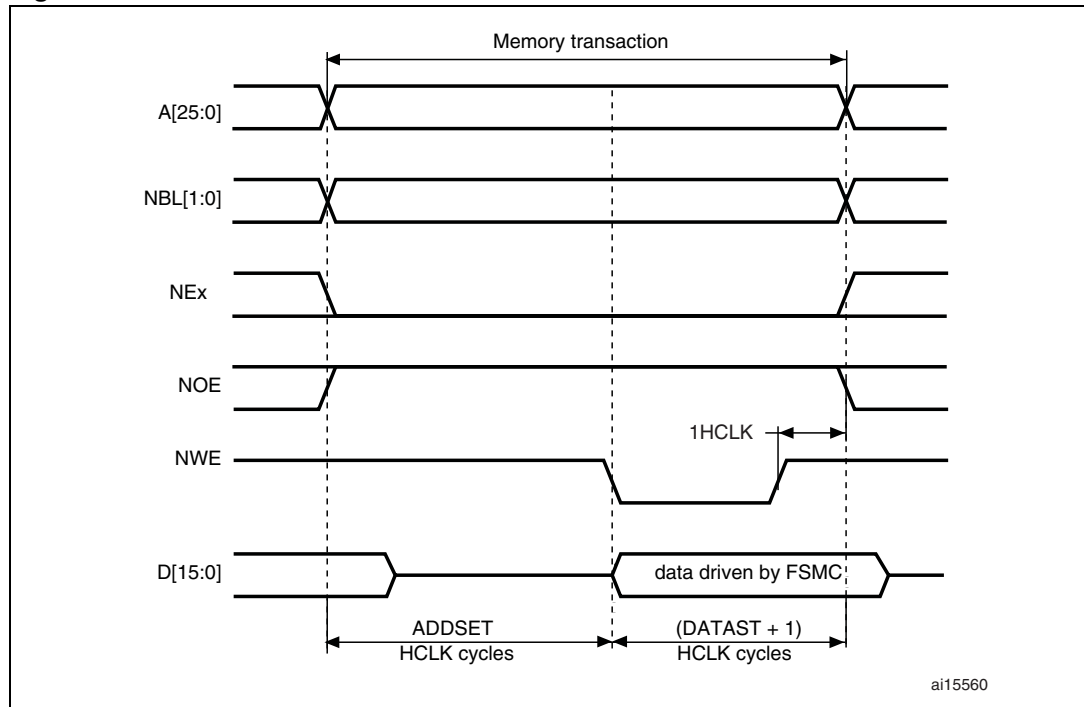 Memory transaction
A[25:0]
NBL[1:0]
NEx
NOE
1HCLK
NWE
D[15:0]
data driven by FSMC
ADDSET
HCLK cycles
(DATAST + 1)
HCLK cycles
ai15560